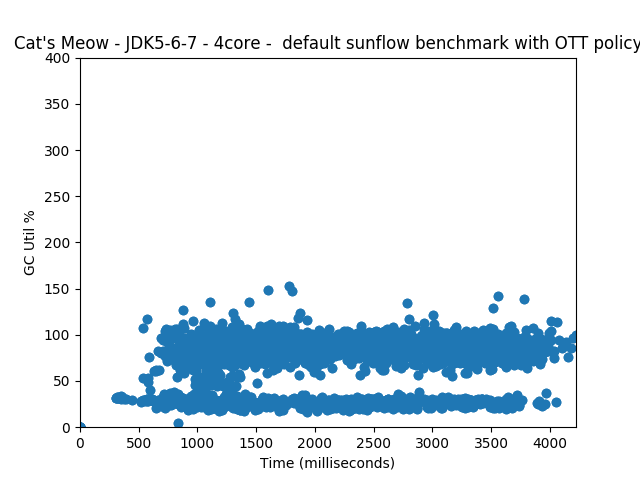 Cat's Meow - JDK5-6-7 - 4core -  default sunflow benchmark with OTT policy
400
350
300
250
200
150
100
50
0
GC Util %
0 500 1000 1500 2000 2500 3000 3500 4000
Time (milliseconds)